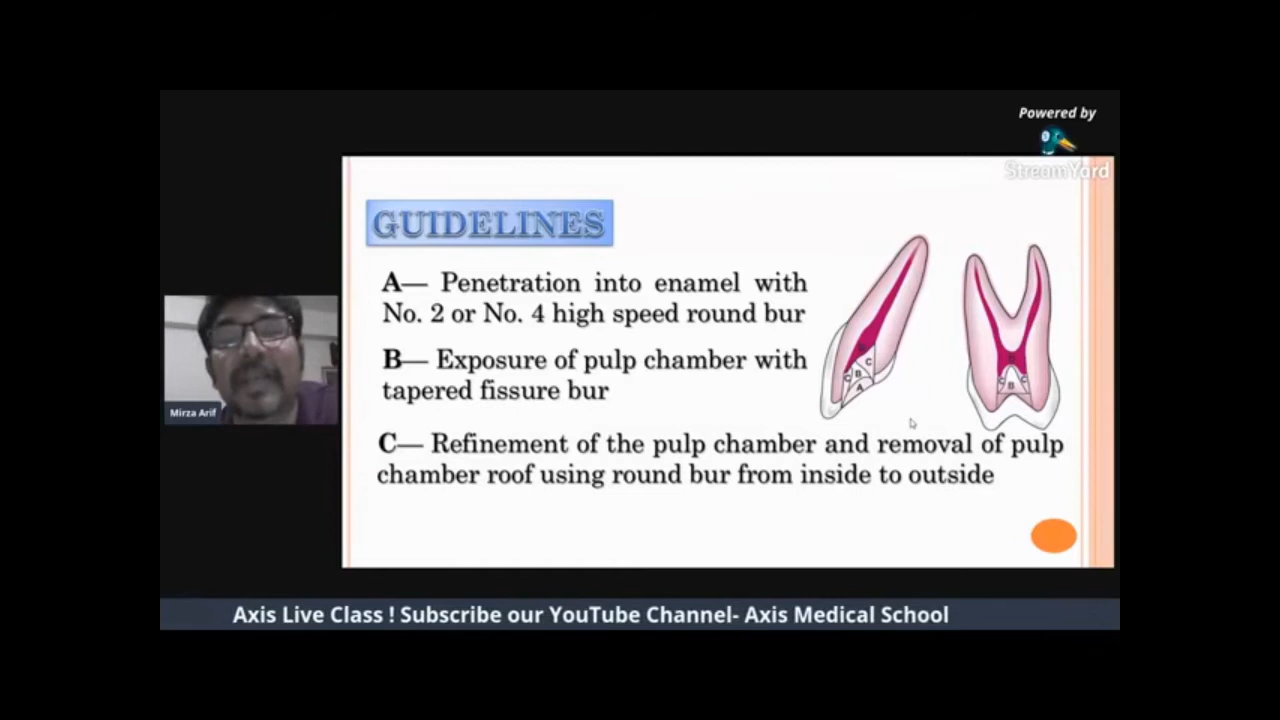 Powered by
StreamYard
GUIDELINES
A— Penetration into enamel with
No. 2 or No. 4 high speed round bur
B— Exposure of pulp chamber with
tapered fissure bur
C— Refinement of the pulp chamber and removal of pulp
chamber roof using round bur from inside to outside
C
C
B
A
D
C
C
B
Mirza Arif
Axis Live Class ! Subscribe our YouTube Channel- Axis Medical School